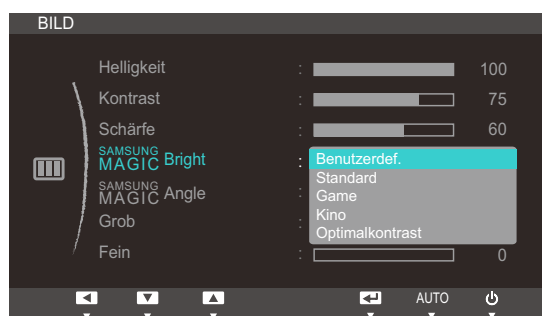 BILD
Helligkeit : 100
Kontrast : 75
Schärfe : 60
SAMSUNG MAGIC Bright : Benutzerdef.
Standard
SAMSUNG MAGIC Angle : Game
Kino
Grob : Optimalkontrast
Fein : 0
AUTO